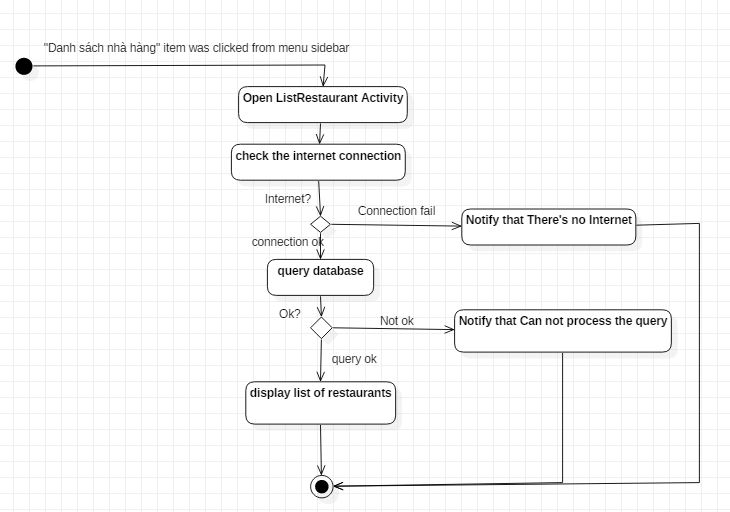 "Danh sách nhà hàng" item was clicked from menu sidebar
Open ListRestaurant Activity
check the internet connection
Internet?
Connection fail
Notify that There's no Internet
connection ok
query database
Ok?
Not ok
Notify that Can not process the query
query ok
display list of restaurants